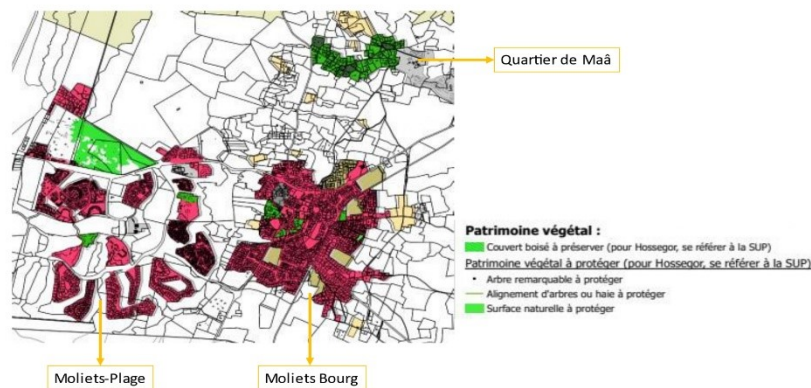 Quartier de Maâ
Patrimoine végétal :
Couvert boisé à préserver (pour Hossegor, se référer à la SUP)
Patrimoine végétal à protéger (pour Hossegor, se référer à la SUP)
Arbre remarquable à protéger
Alignement d'arbres ou haie à protéger
Surface naturelle à protéger
Moliets-Plage
Moliets Bourg